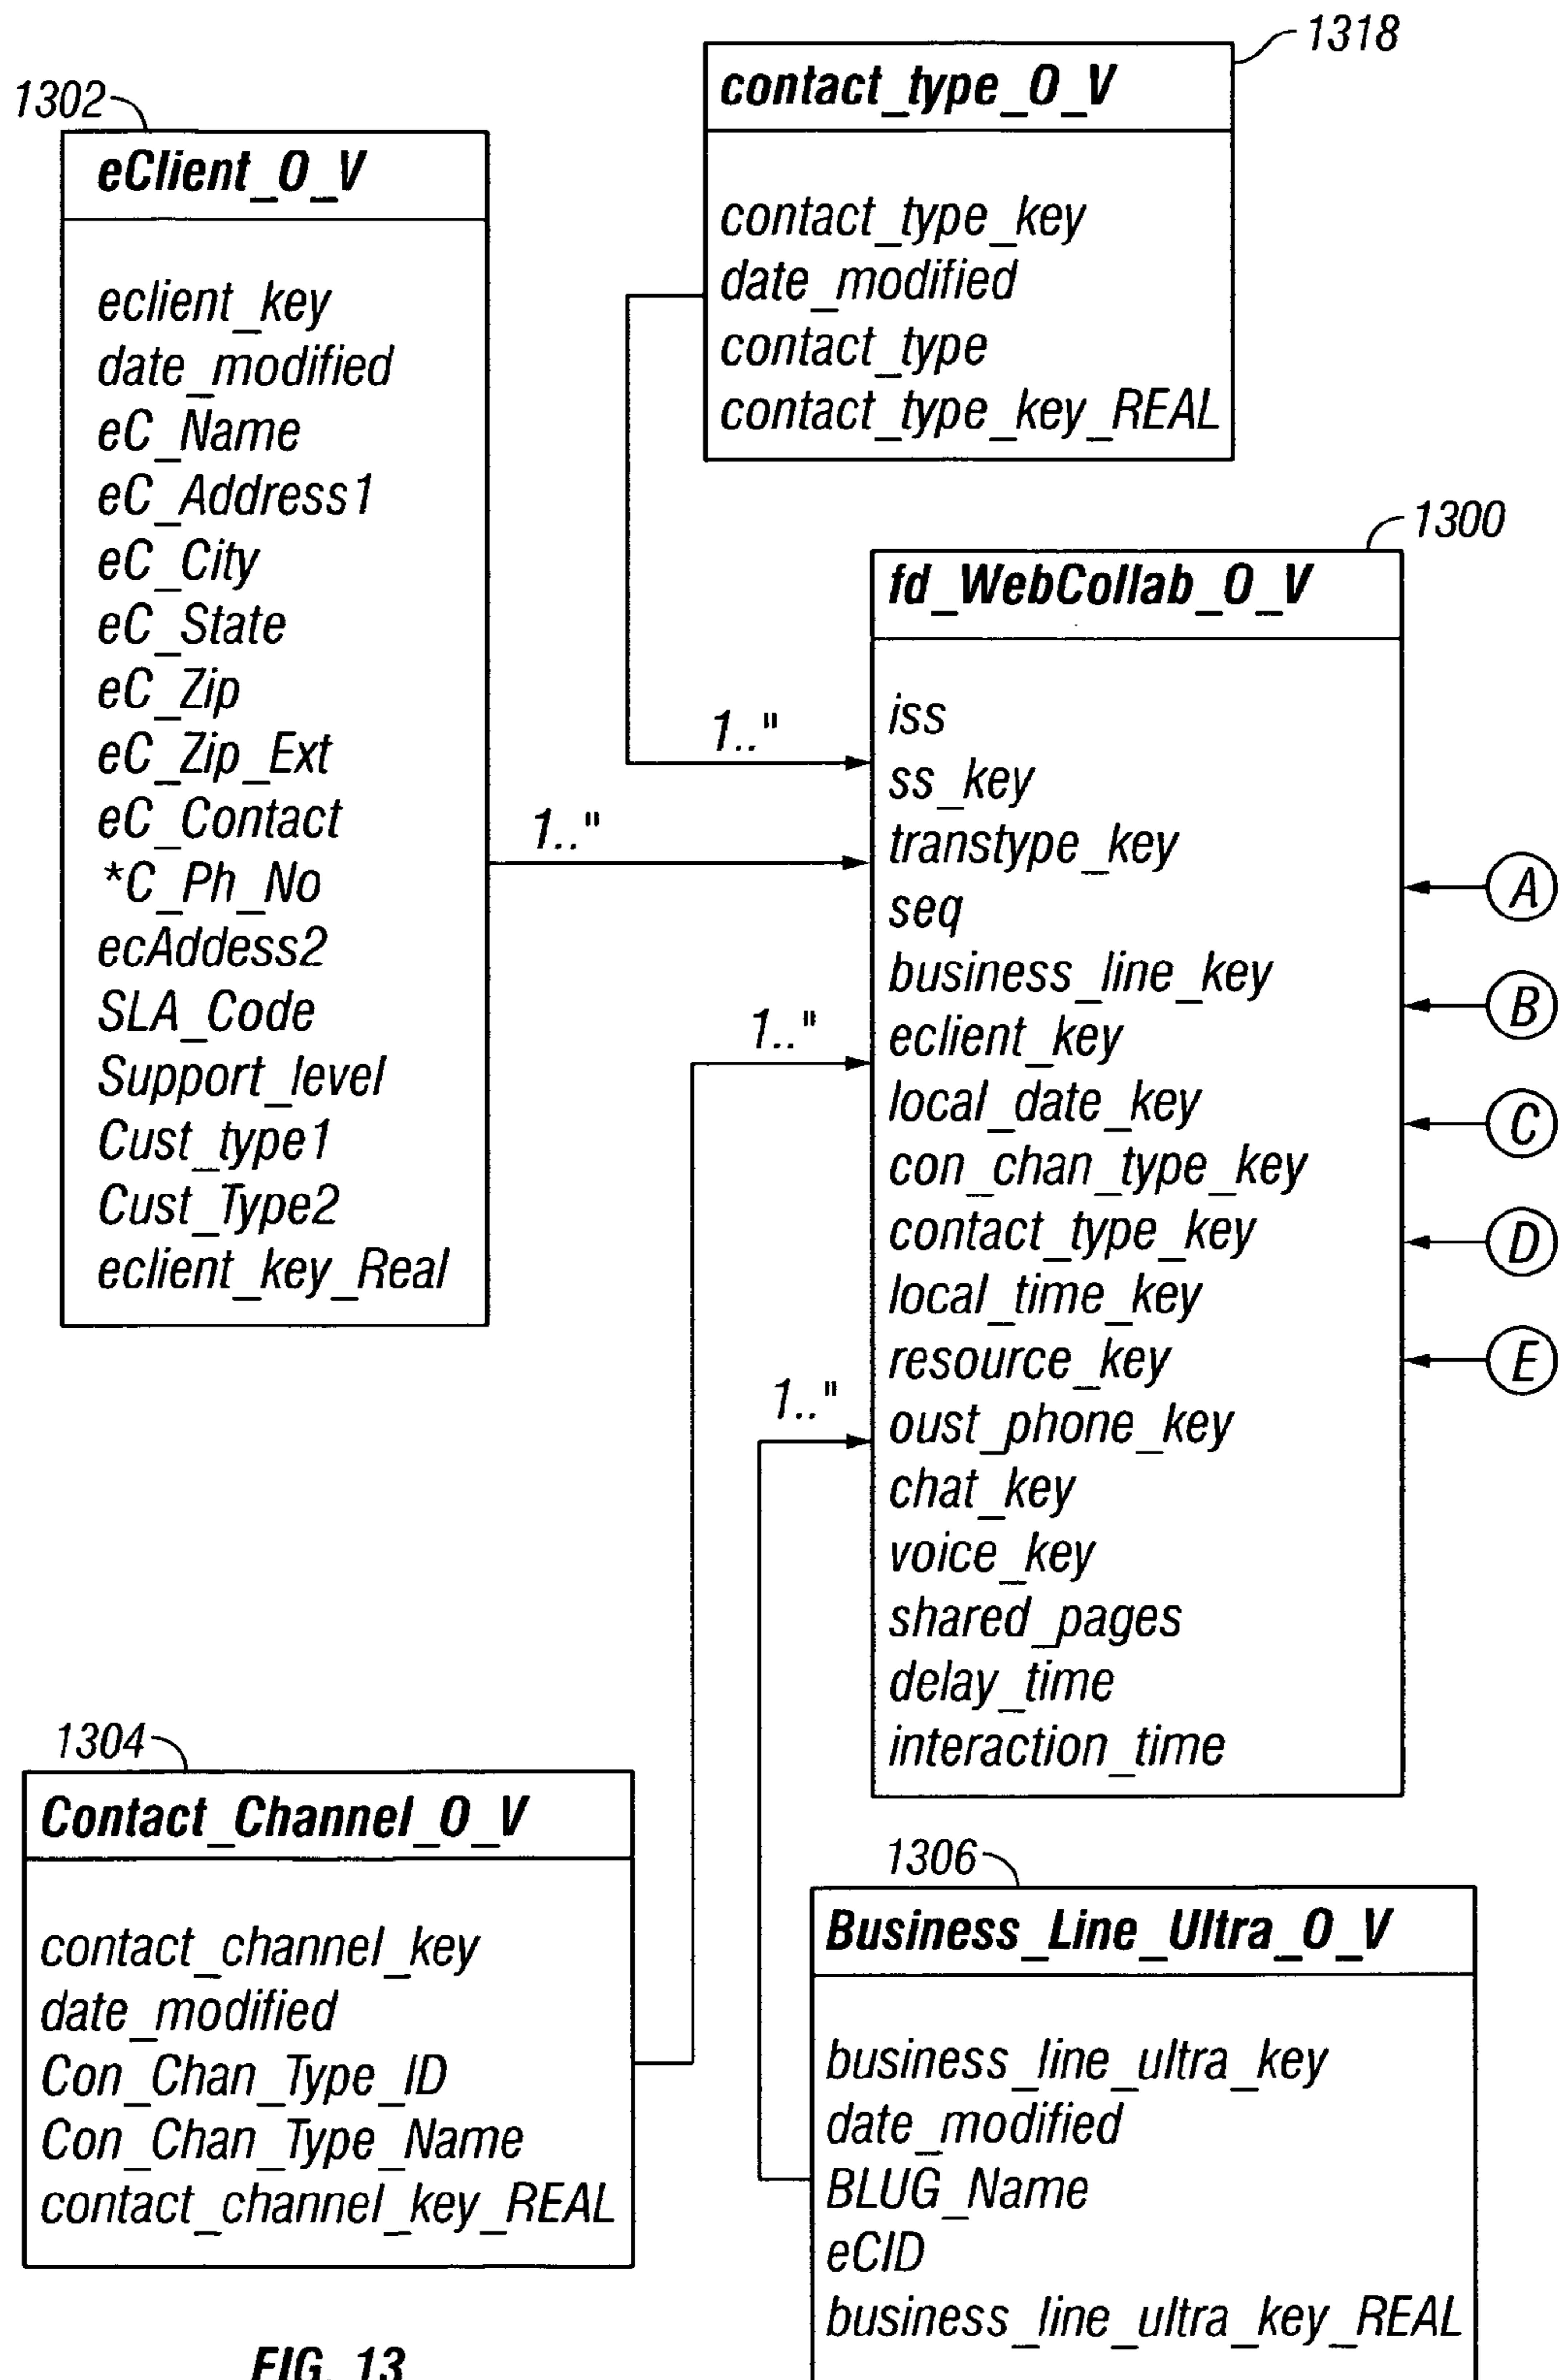 1318
contact_type_O_V
contact_type_key
date_modified
contact_type
contact_type_key_REAL
1302
eClient_O_V
eclient_key
date_modified
eC_Name
eC_Address1
eC_City
eC_State
eC_Zip
eC_Zip_Ext
eC_Contact
*C_Ph_No
ecAddess2
SLA_Code
Support_level
Cust_type1
Cust_Type2
eclient_key_Real
1.."
1.."
1.."
1.."
1300
fd_WebCollab_O_V
iss
ss_key
transtype_key
seq
business_line_key
eclient_key
local_date_key
con_chan_type_key
contact_type_key
local_time_key
resource_key
oust_phone_key
chat_key
voice_key
shared_pages
delay_time
interaction_time
A
B
C
D
E
1304
Contact_Channel_O_V
contact_channel_key
date_modified
Con_Chan_Type_ID
Con_Chan_Type_Name
contact_channel_key_REAL
1306
Business_Line_Ultra_O_V
business_line_ultra_key
date_modified
BLUG_Name
eCID
business_line_ultra_key_REAL
FIG. 13